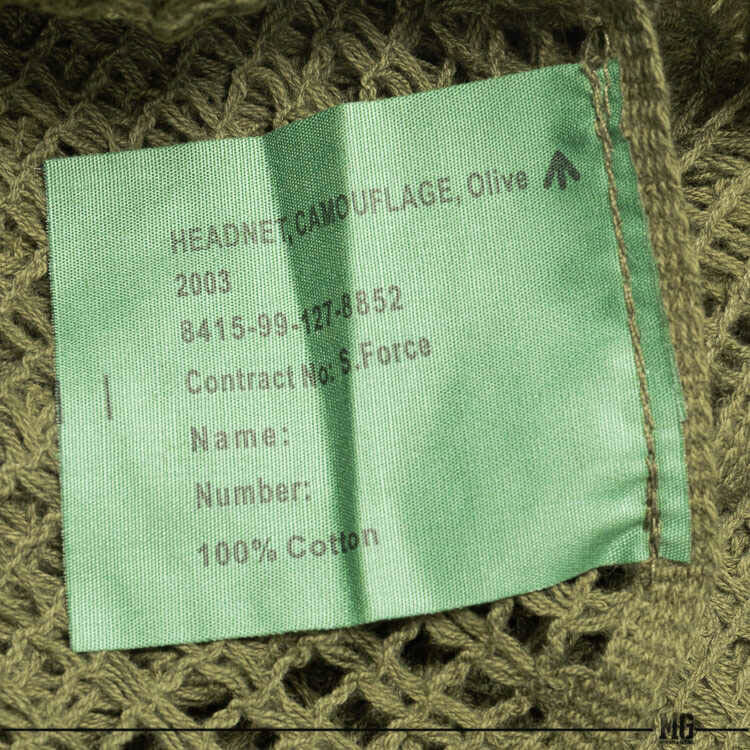 HEADNET, CAMOUFLAGE, Olive
2003
8415-99-127-8852
Contract No: S.Force
Name:
Number:
100% Cotton
MG